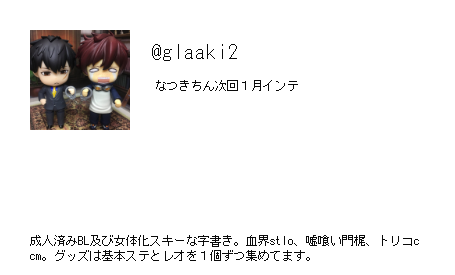 @glaaki2
なつきちん次回１月インテ
成人済みBL及び女体化スキーな字書き。血界stlo、嘘喰い門梶、トリコc
cm。グッズは基本ステとレオを１個ずつ集めてます。